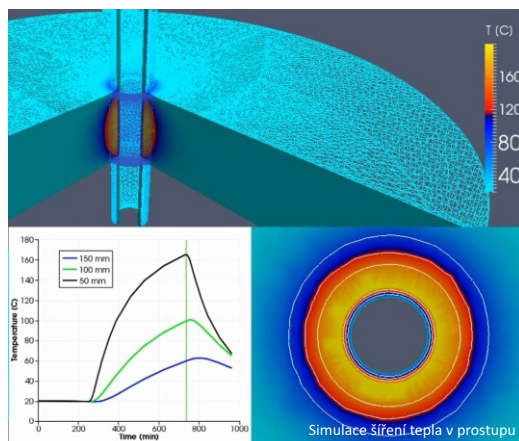 T (C)
200
160
120
80
40
180
160
140
120
100
80
60
40
20
0
Temperature (C)
150 mm
100 mm
50 mm
0 200 400 600 800 1000
Time (min)
Simulace šíření tepla v prostupu